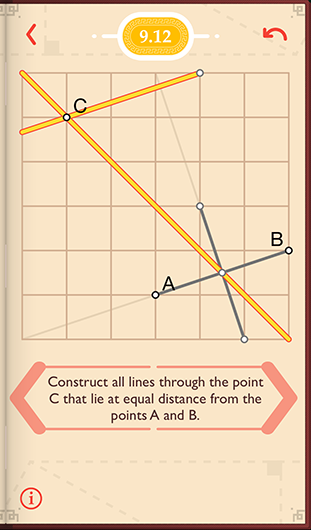 9.12
C
B
A
Construct all lines through the point
C that lie at equal distance from the
points A and B.
i